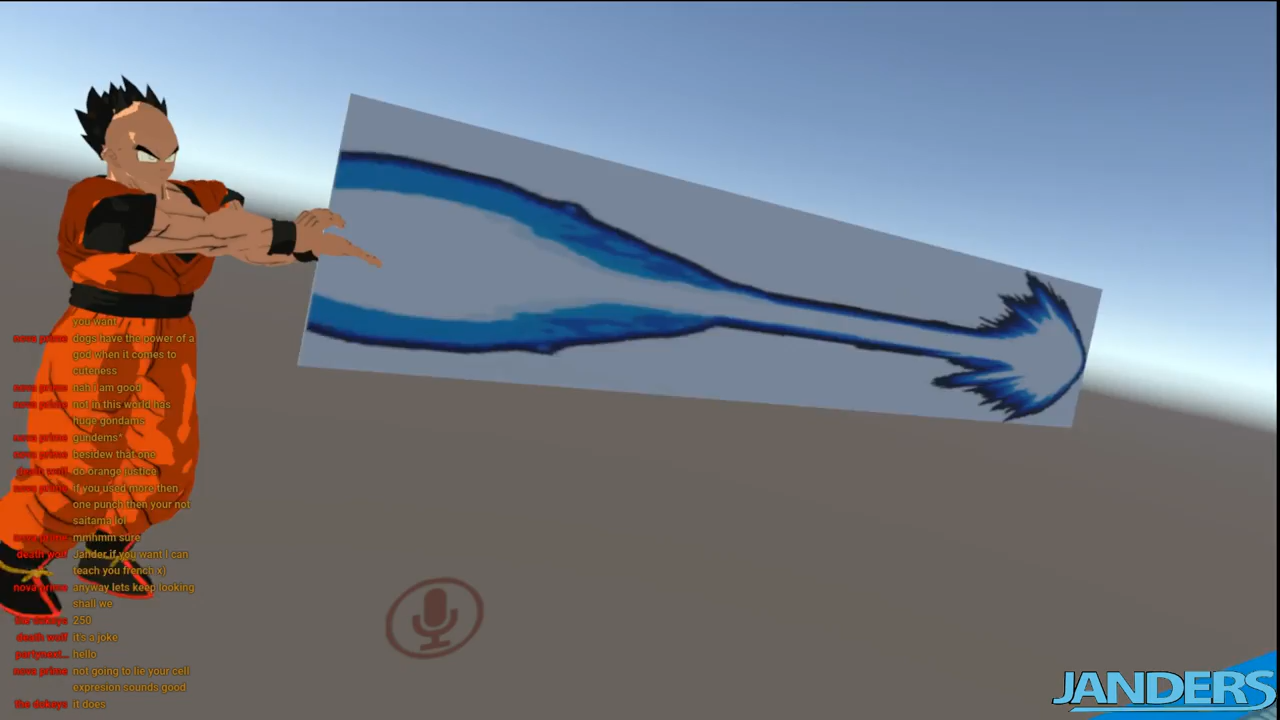 you want
nova prime dogs have the power of a
god when it comes to
cuteness
nova prime nah i am good
nova prime not in this world has
huge gondams
nova prime gundems*
nova prime besidew that one
death wolf do orange justice
nova prime if you used more then
one punch then your not
saitama lol
nova prime mmhmm sure
death wolf Jander if you want I can
teach you french x)
nova prime anyway lets keep looking
shall we
the dekeys 250
death wolf it's a joke
partynext... hello
nova prime not going to lie your cell
expresion sounds good
the dekeys it does
JANDERS